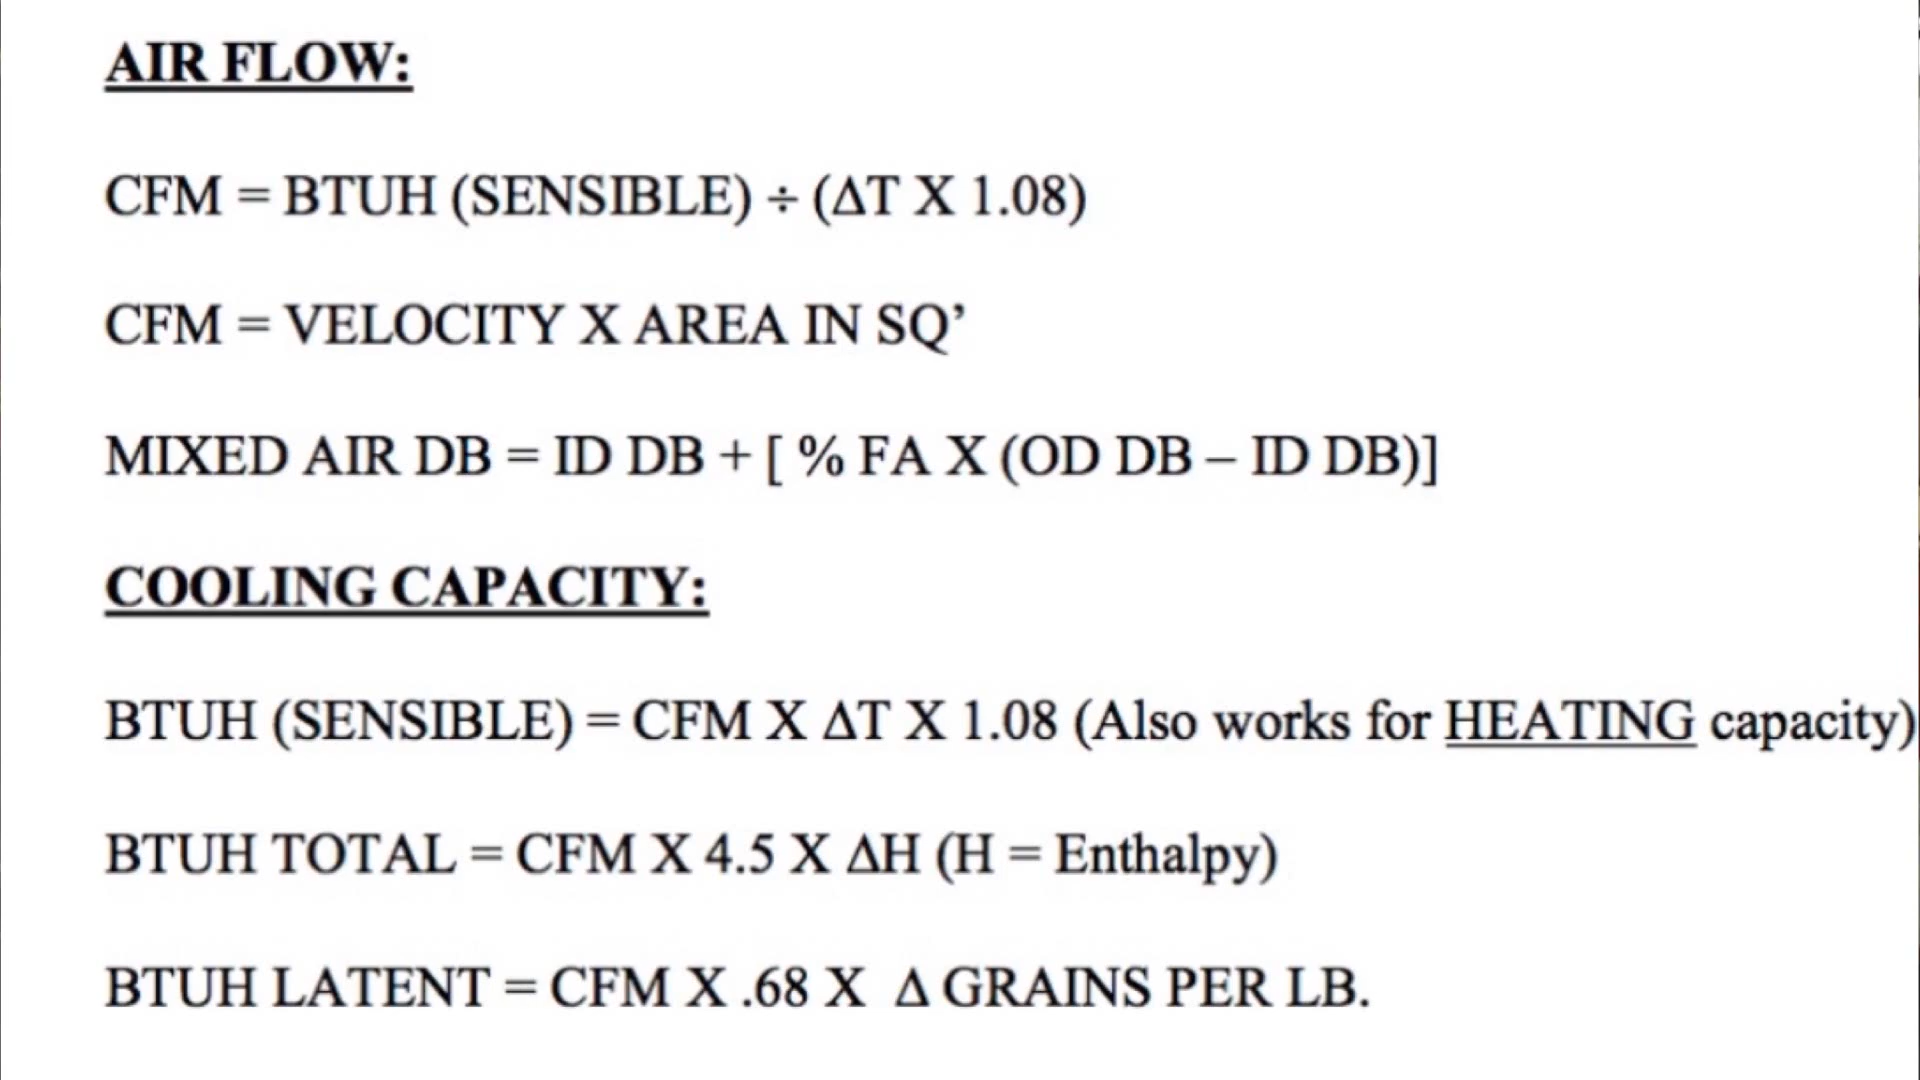 AIR FLOW:
CFM = BTUH (SENSIBLE) ÷ (ΔT X 1.08)
CFM = VELOCITY X AREA IN SQ’
MIXED AIR DB = ID DB + [ % FA X (OD DB – ID DB)]
COOLING CAPACITY:
BTUH (SENSIBLE) = CFM X ΔT X 1.08 (Also works for HEATING capacity)
BTUH TOTAL = CFM X 4.5 X ΔH (H = Enthalpy)
BTUH LATENT = CFM X .68 X Δ GRAINS PER LB.